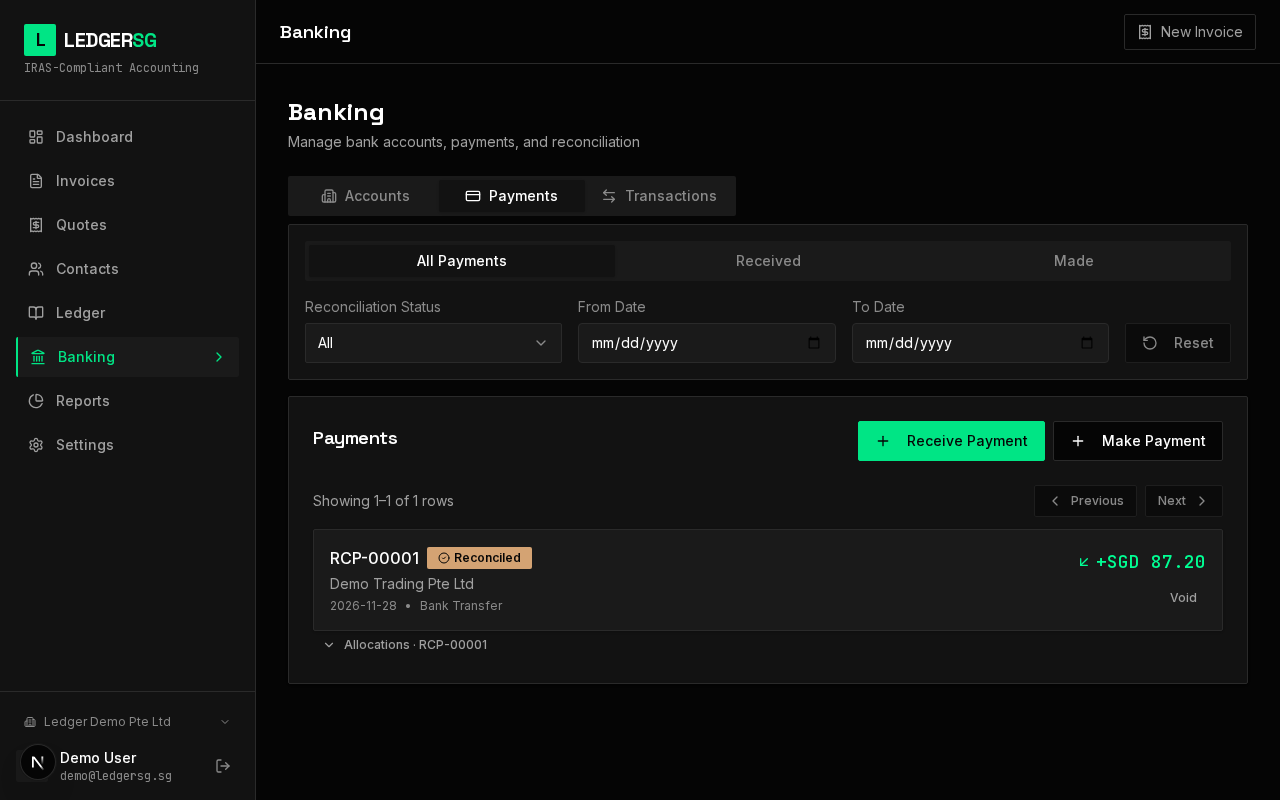 L LEDGERSG
IRAS-Compliant Accounting
Dashboard
Invoices
Quotes
Contacts
Ledger
Banking
Reports
Settings
Ledger Demo Pte Ltd
N Demo User
demo@ledgersg.sg
Banking
New Invoice
Banking
Manage bank accounts, payments, and reconciliation
Accounts Payments Transactions
All Payments Received Made
Reconciliation Status From Date To Date
All mm/dd/yyyy mm/dd/yyyy Reset
Payments Receive Payment Make Payment
Showing 1–1 of 1 rows Previous Next
RCP-00001 Reconciled +SGD 87.20
Demo Trading Pte Ltd
2026-11-28 • Bank Transfer Void
Allocations · RCP-00001